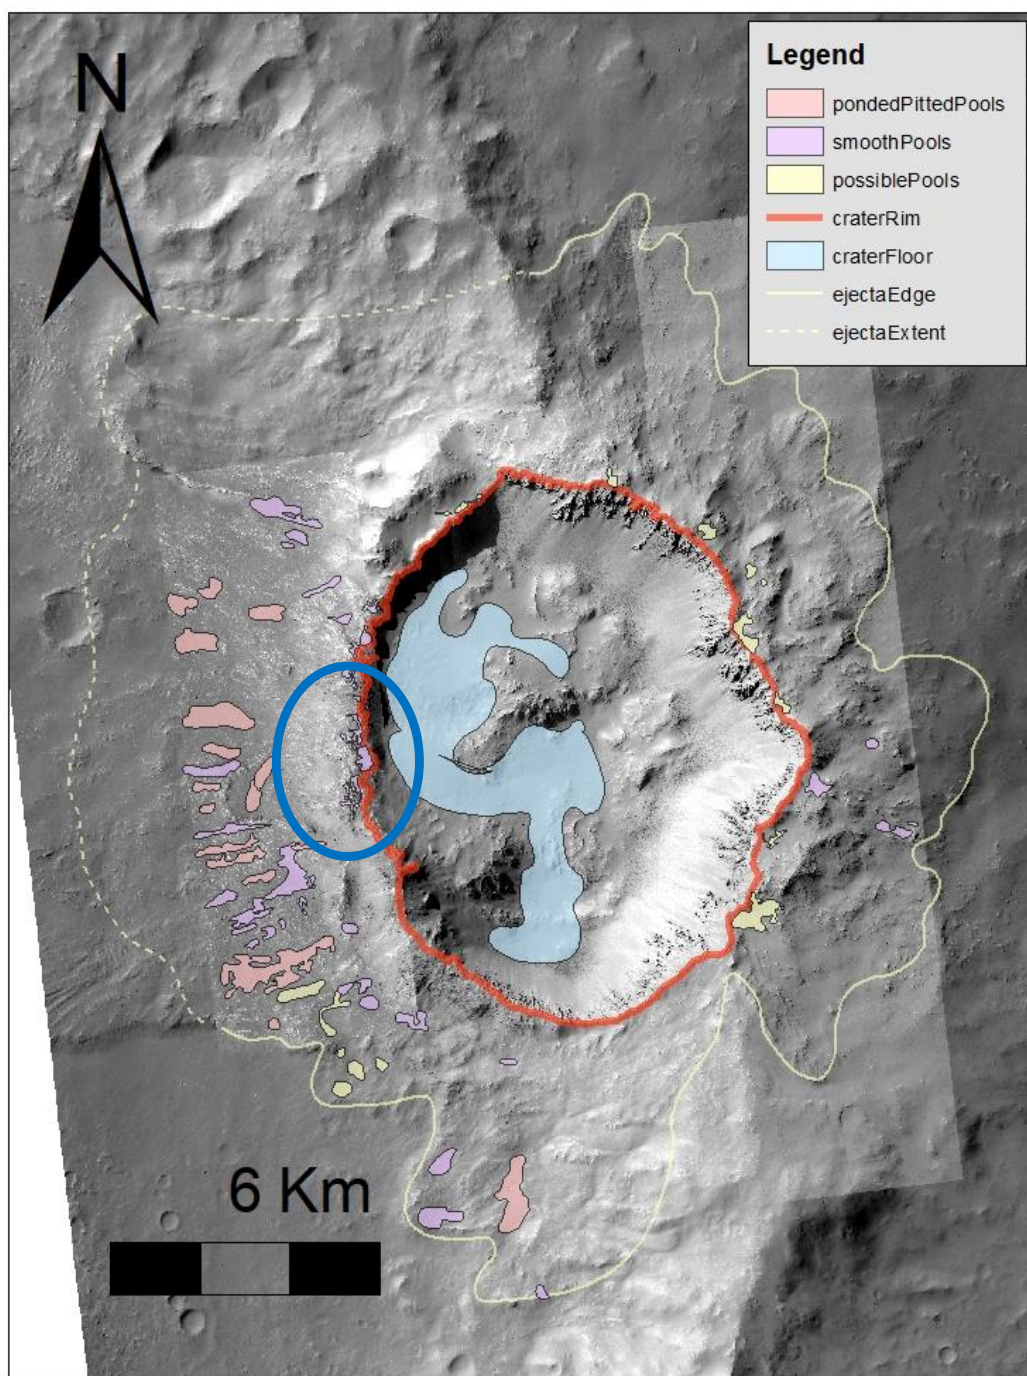 N
Legend
pondedPittedPools
smoothPools
possiblePools
craterRim
craterFloor
ejectaEdge
ejectaExtent
6 Km